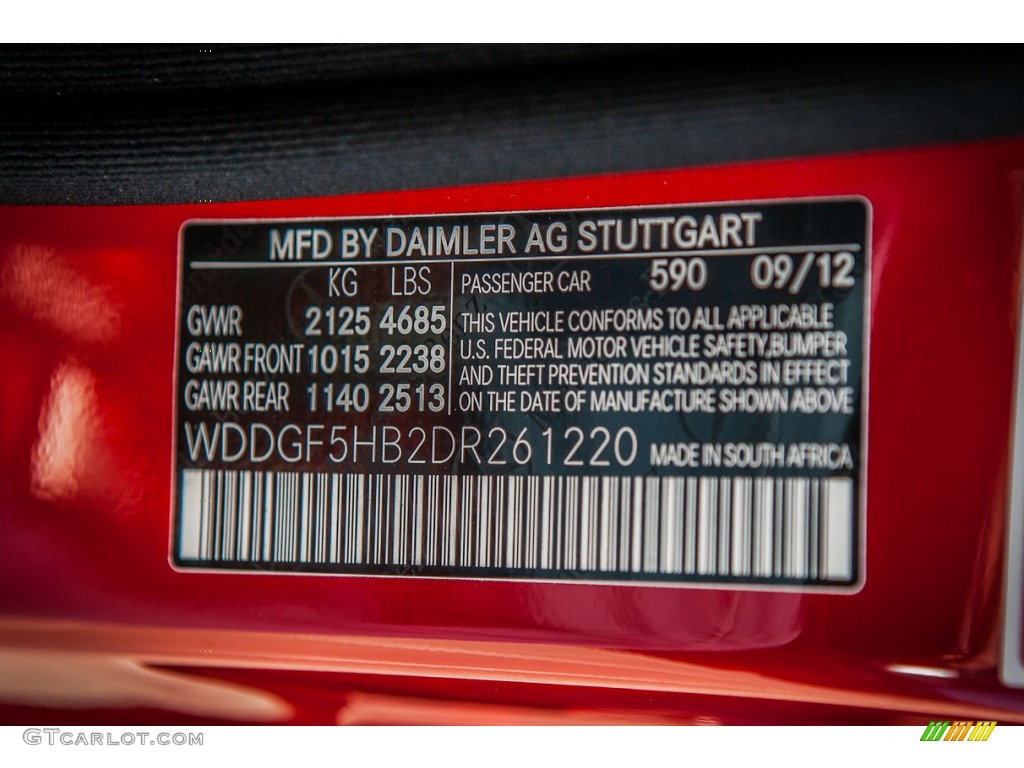 MFD BY DAIMLER AG STUTTGART
KG LBS
GVWR 2125 4685
GAWR FRONT 1015 2238
GAWR REAR 1140 2513
PASSENGER CAR 590 09/12
THIS VEHICLE CONFORMS TO ALL APPLICABLE
U.S. FEDERAL MOTOR VEHICLE SAFETY,BUMPER
AND THEFT PREVENTION STANDARDS IN EFFECT
ON THE DATE OF MANUFACTURE SHOWN ABOVE
WDDGF5HB2DR261220 MADE IN SOUTH AFRICA
GTCARLOT.COM